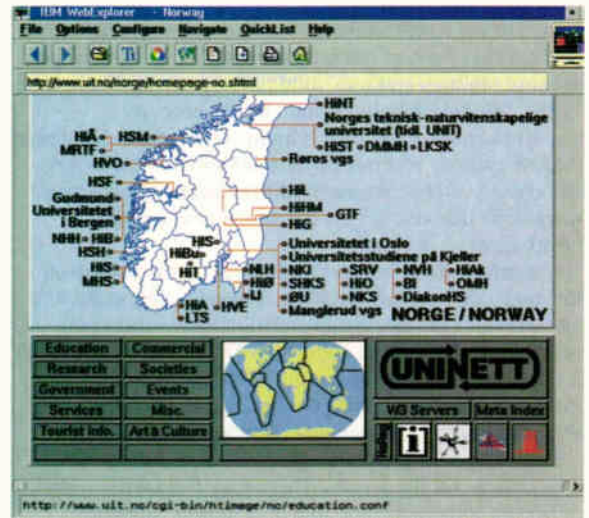 IBM WebExplorer - Norway
File Options Configure Navigate QuickList Help
http://www.uit.no/norge/homepage-no.shtml
HiNT
Norges teknisk-naturvitenskapelige
universitet (tidl. UNIT)
HiST DMMH LKSK
HiÅ HSM
MRTF
HVO
Røros vgs
HSF
HiL
Gudmund
HiHM
GTF
Universitetet
i Bergen
HiG
NHH HiB
HSH
HiS
Universitetet i Oslo
HiBu
Universitetsstudiene på Kjeller
HiS
MHS
HiT
NLH NKI SRV NVH HiAk
HiØ SHKS HiO BI OMH
IJ ØU NKS DiakonHS
HiA HVE
LTS
Manglerud vgs
NORGE / NORWAY
Education Commercial
Research Societies
Government Events
Services Misc.
Tourist info. Art & Culture
UNINETT
W3 Servers Meta Index
http://www.uit.no/cgi-bin/htimage/no/education.conf